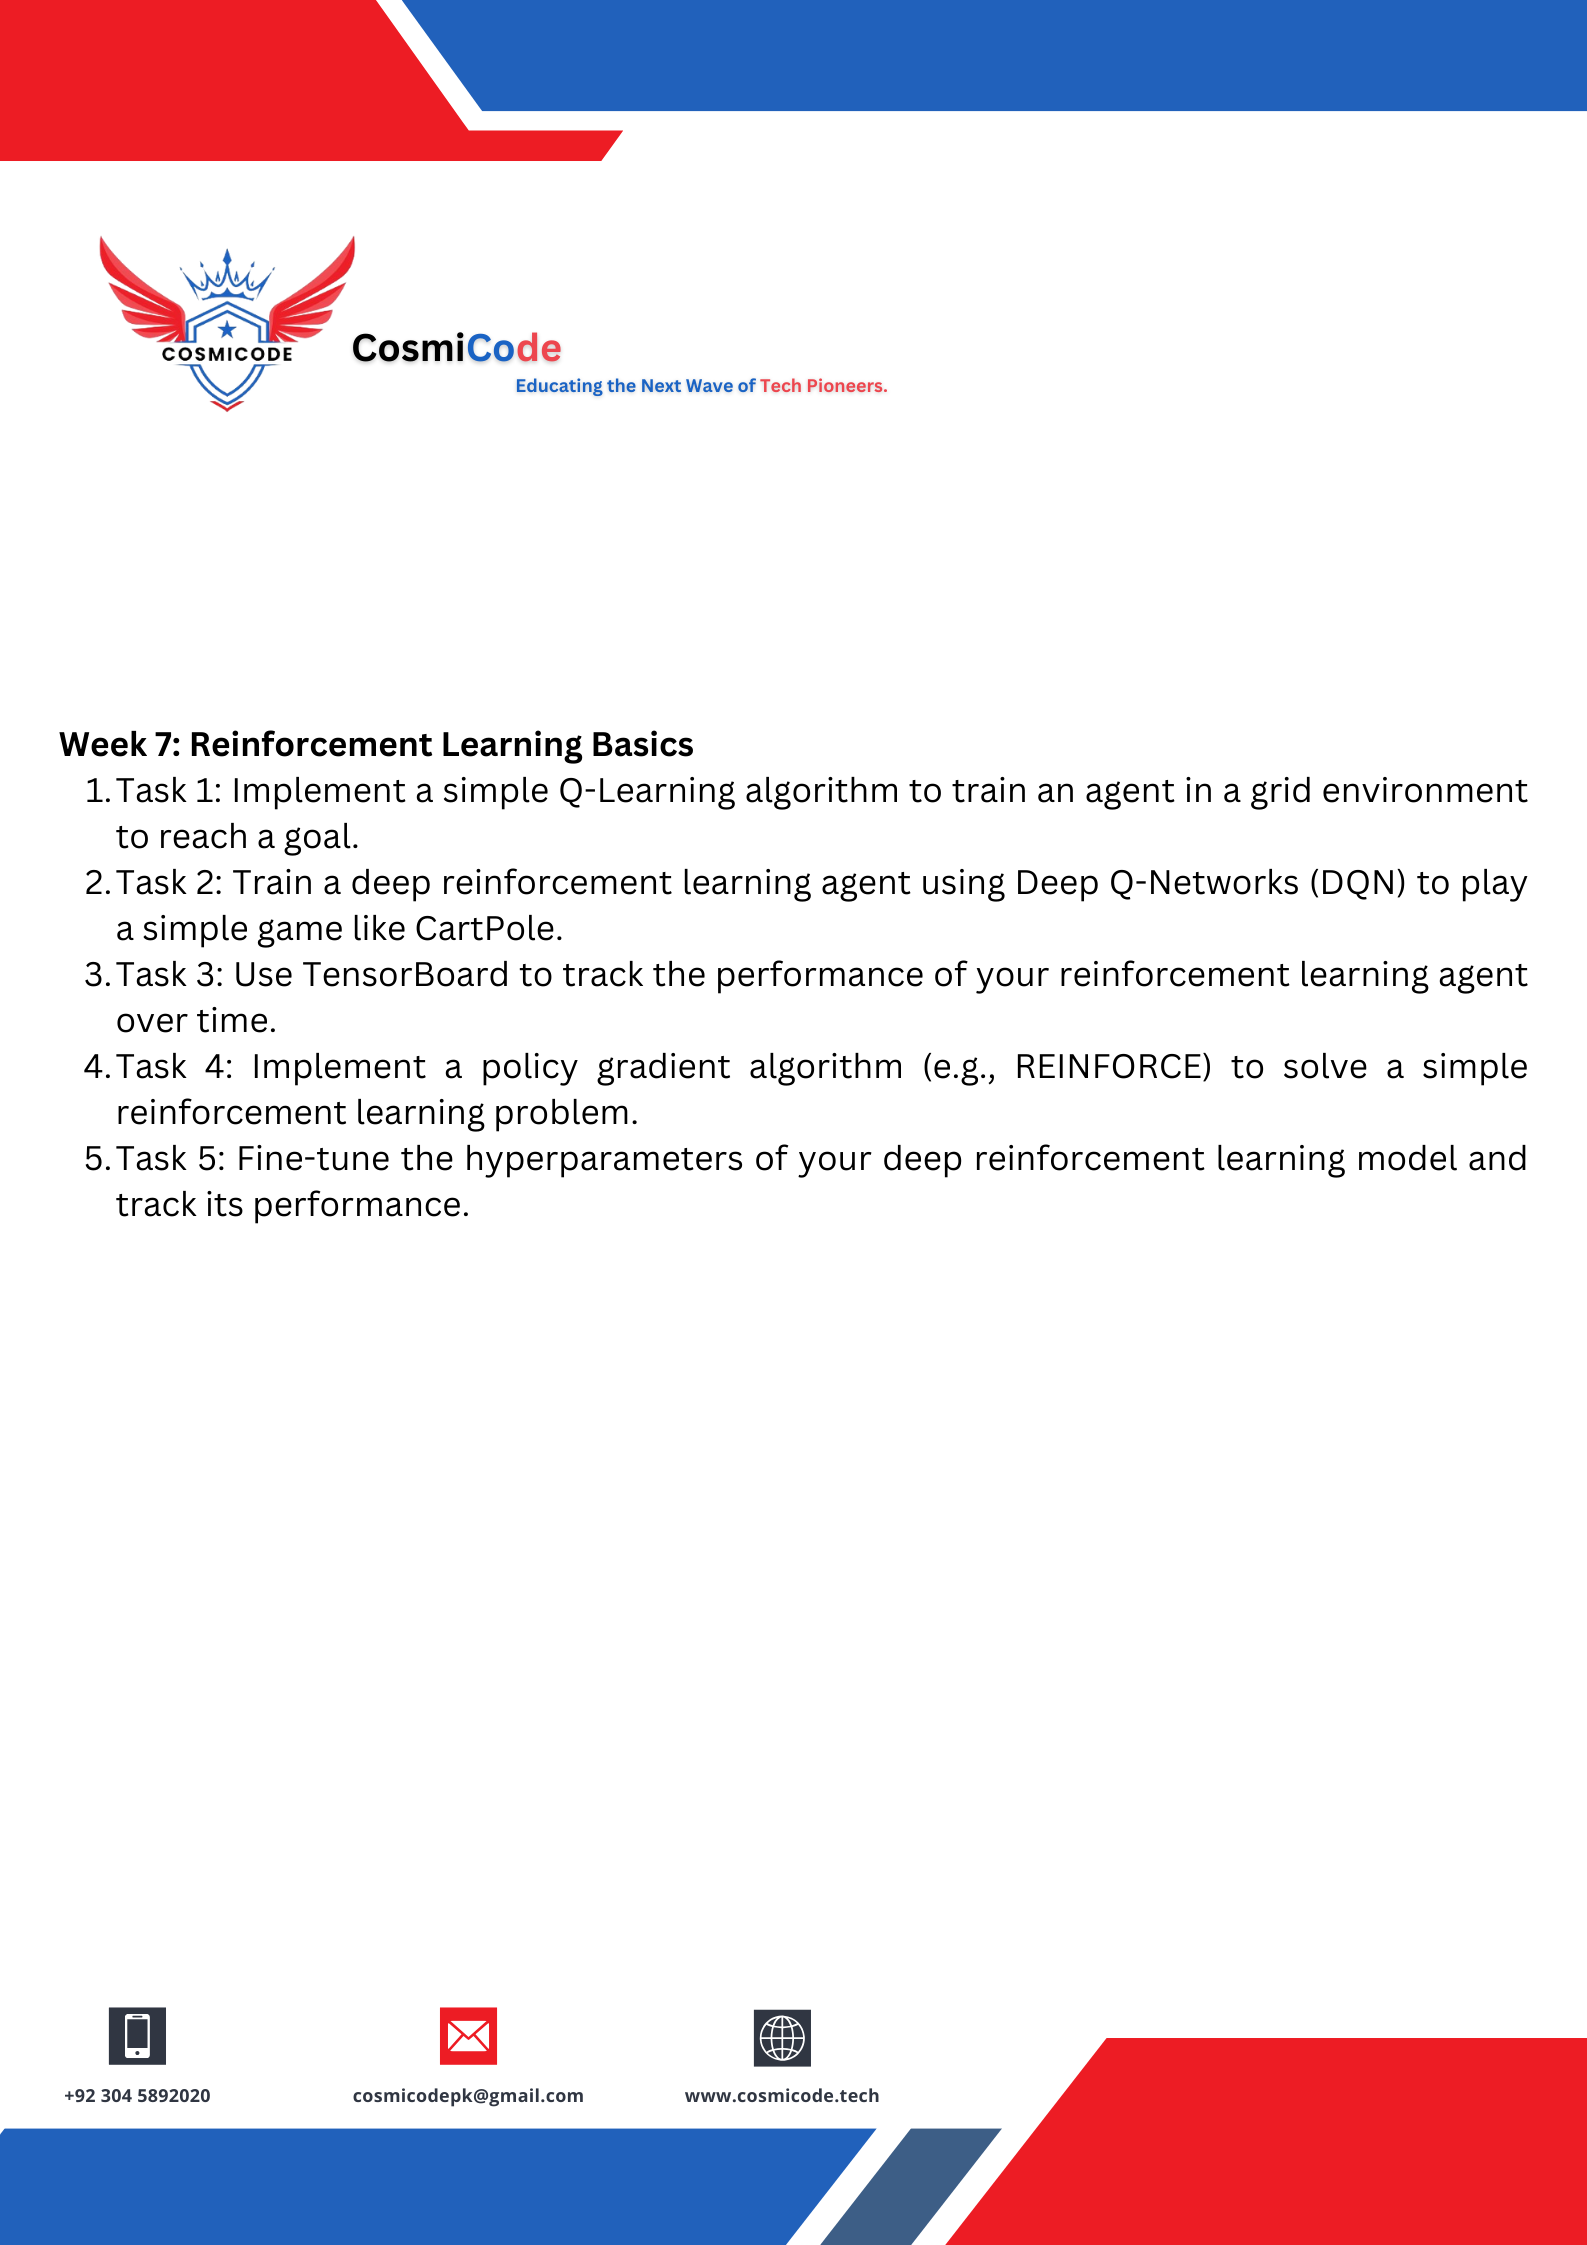 COSMICODE
CosmiCode
Educating the Next Wave of Tech Pioneers.
Week 7: Reinforcement Learning Basics
1. Task 1: Implement a simple Q-Learning algorithm to train an agent in a grid environment
to reach a goal.
2. Task 2: Train a deep reinforcement learning agent using Deep Q-Networks (DQN) to play
a simple game like CartPole.
3. Task 3: Use TensorBoard to track the performance of your reinforcement learning agent
over time.
4. Task 4: Implement a policy gradient algorithm (e.g., REINFORCE) to solve a simple
reinforcement learning problem.
5. Task 5: Fine-tune the hyperparameters of your deep reinforcement learning model and
track its performance.
+92 304 5892020
cosmicodepk@gmail.com
www.cosmicode.tech